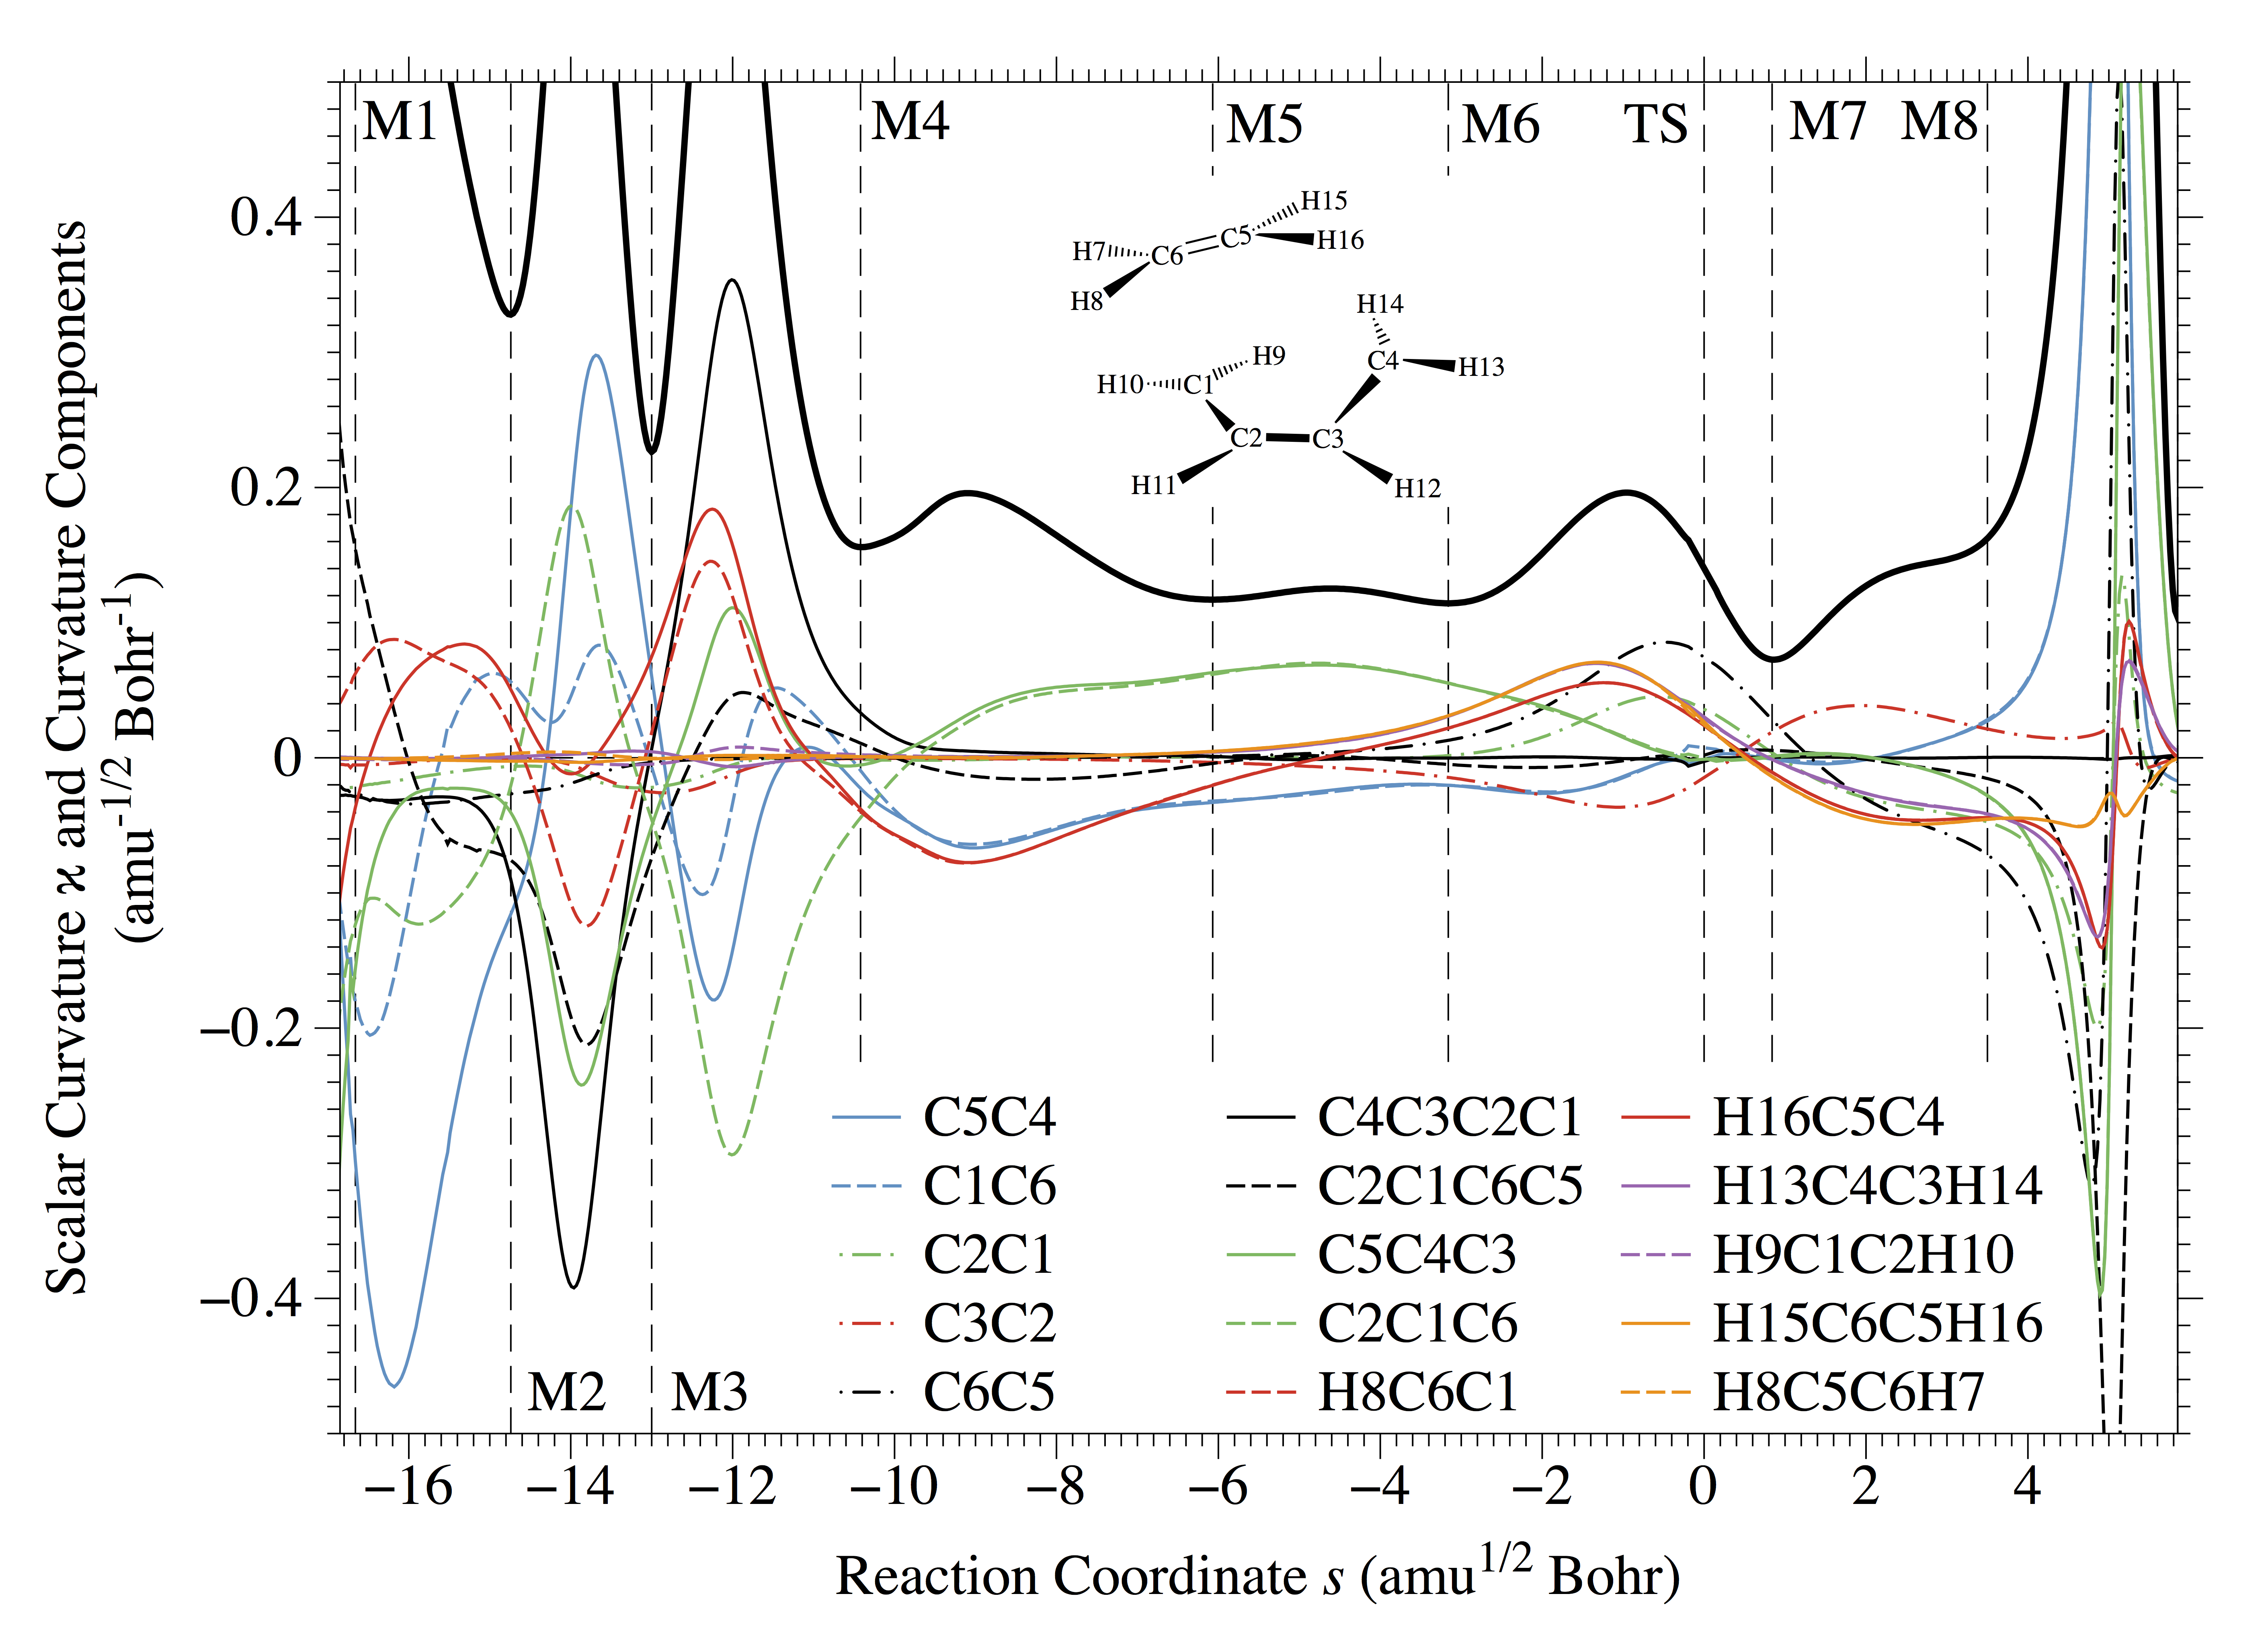 M1
M4
M5
M6
TS
M7
M8
0.4
0.2
0
−0.2
−0.4
Scalar Curvature ϰ and Curvature Components
(amu-1/2 Bohr-1)
H15
C5
H16
H7
C6
H8
H14
C4
H13
H9
H10
C1
C2
C3
H11
H12
C5C4
C1C6
C2C1
C3C2
C6C5
C4C3C2C1
C2C1C6C5
C5C4C3
C2C1C6
H8C6C1
H16C5C4
H13C4C3H14
H9C1C2H10
H15C6C5H16
H8C5C6H7
M2
M3
−16
−14
−12
−10
−8
−6
−4
−2
0
2
4
Reaction Coordinate s (amu1/2 Bohr)